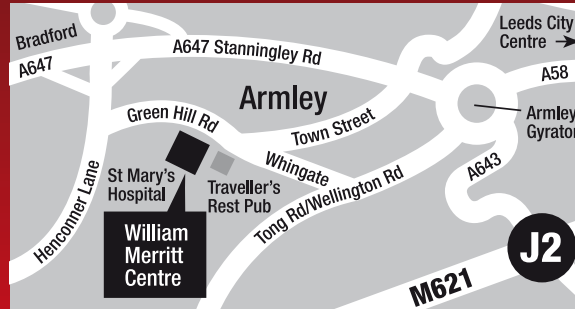 Bradford
A647
A647 Stanningley Rd
Leeds City
Centre
A58
Armley
Gyrator
Armley
Green Hill Rd
Town Street
Whingate
St Mary's
Hospital
Traveller's
Rest Pub
Tong Rd/Wellington Rd
A643
Henconner Lane
William
Merritt
Centre
J2
M621